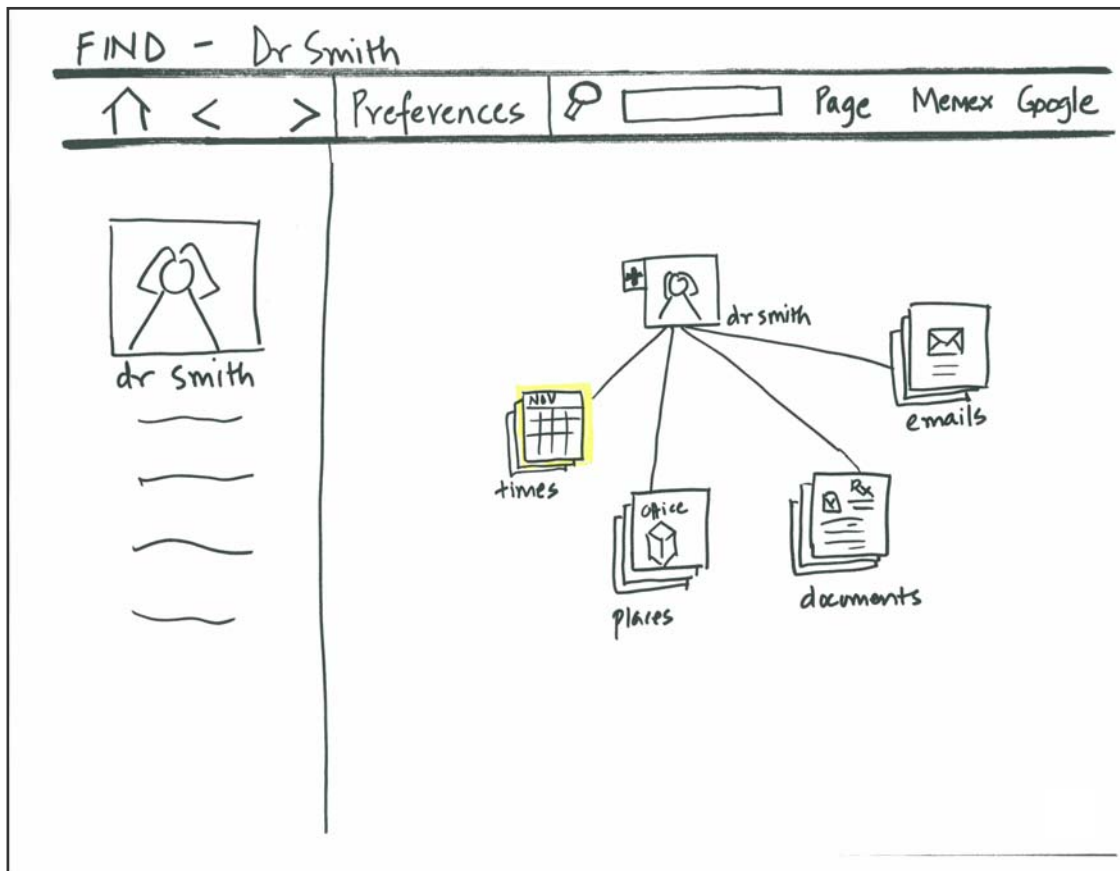 FIND - Dr Smith
Preferences Page Memex Google
dr smith
dr smith
emails
NOV
times
Office
places
Rx
documents